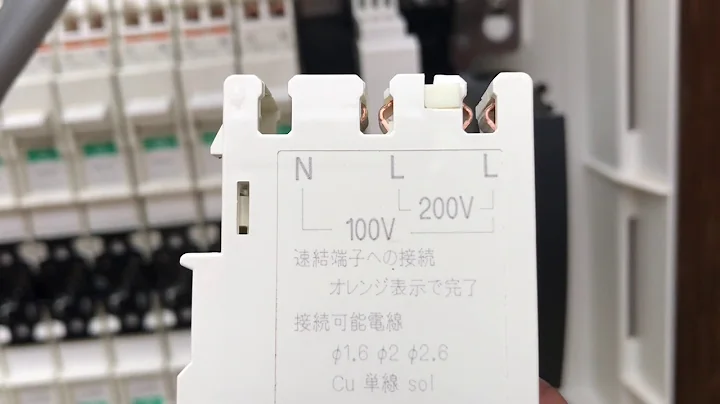 N L L
200V
100V
速結端子への接続
オレンジ表示で完了
接続可能電線
φ1.6 φ2 φ2.6
Cu 単線 sol